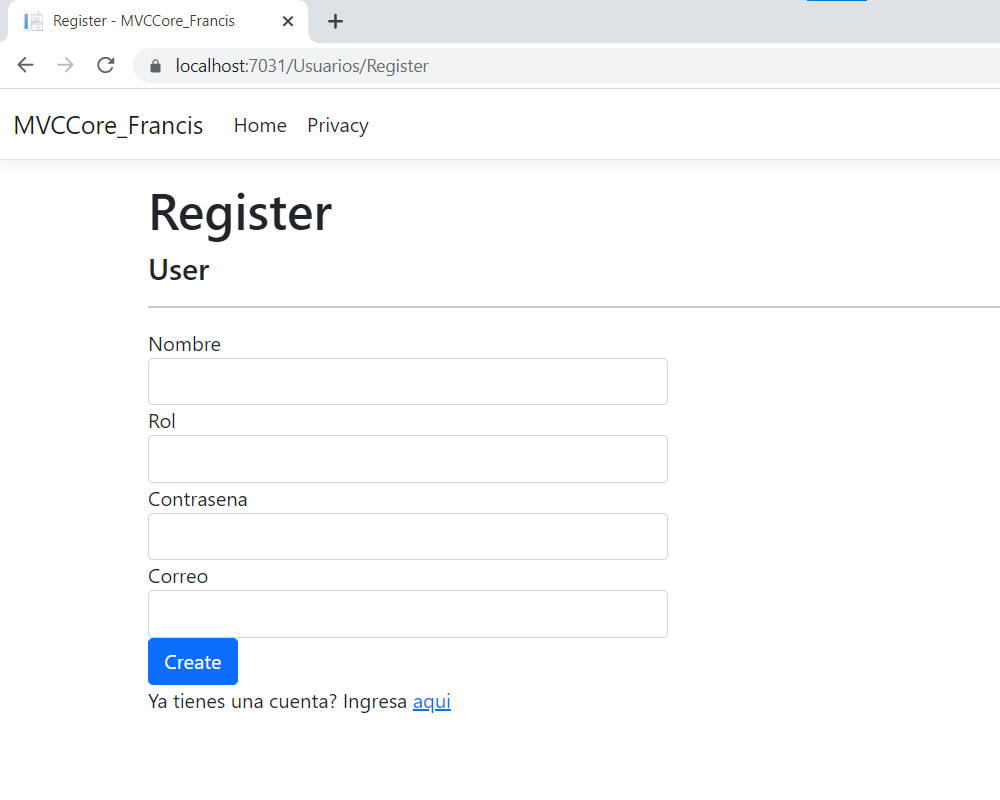 Register - MVCCore_Francis
localhost:7031/Usuarios/Register
MVCCore_Francis Home Privacy
Register
User
Nombre
Rol
Contrasena
Correo
Create
Ya tienes una cuenta? Ingresa aqui